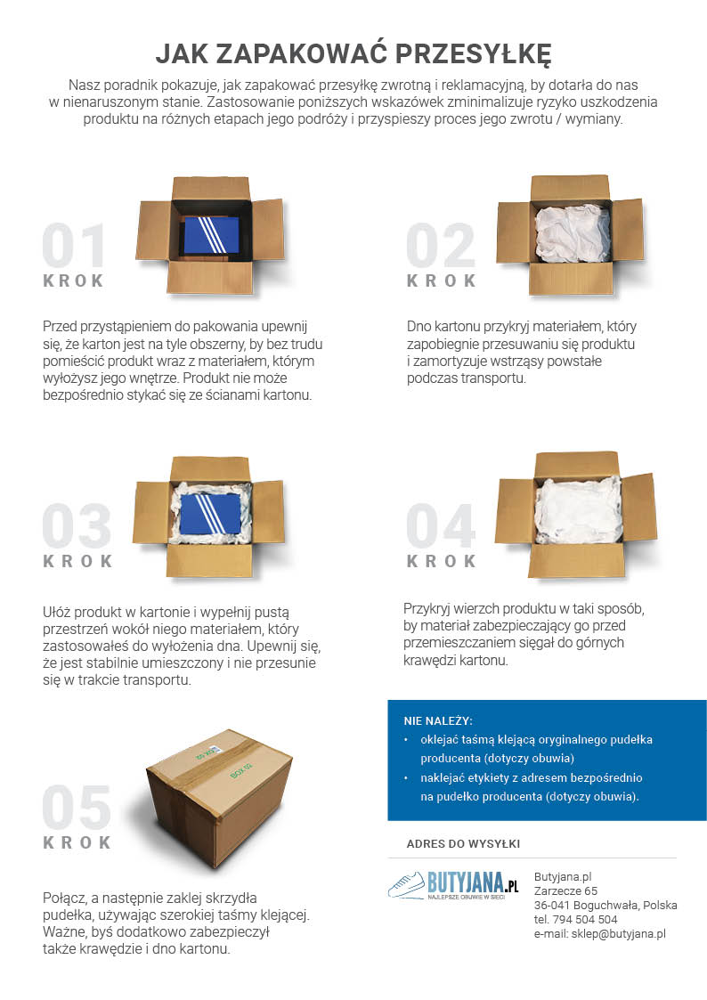 JAK ZAPAKOWAĆ PRZESYŁKĘ
Nasz poradnik pokazuje, jak zapakować przesyłkę zwrotną i reklamacyjną, by dotarła do nas
w nienaruszonym stanie. Zastosowanie poniższych wskazówek zminimalizuje ryzyko uszkodzenia
produktu na różnych etapach jego podróży i przyspieszy proces jego zwrotu / wymiany.
01
KROK
Przed przystąpieniem do pakowania upewnij
się, że karton jest na tyle obszerny, by bez trudu
pomieścić produkt wraz z materiałem, którym
wyłożysz jego wnętrze. Produkt nie może
bezpośrednio stykać się ze ścianami kartonu.
02
KROK
Dno kartonu przykryj materiałem, który
zapobiegnie przesuwaniu się produktu
i zamortyzuje wstrząsy powstałe
podczas transportu.
03
KROK
Ułóż produkt w kartonie i wypełnij pustą
przestrzeń wokół niego materiałem, który
zastosowałeś do wyłożenia dna. Upewnij się,
że jest stabilnie umieszczony i nie przesunie
się w trakcie transportu.
04
KROK
Przykryj wierzch produktu w taki sposób,
by materiał zabezpieczający go przed
przemieszczaniem sięgał do górnych
krawędzi kartonu.
05
KROK
BOX 02
BOX 02
Połącz, a następnie zaklej skrzydła
pudełka, używając szerokiej taśmy klejącej.
Ważne, byś dodatkowo zabezpieczył
także krawędzie i dno kartonu.
NIE NALEŻY:
• oklejać taśmą klejącą oryginalnego pudełka
producenta (dotyczy obuwia)
• naklejać etykiety z adresem bezpośrednio
na pudełko producenta (dotyczy obuwia).
ADRES DO WYSYŁKI
BUTYJANA.PL
NAJLEPSZE OBUWIE W SIECI
Butyjana.pl
Zarzecze 65
36-041 Boguchwała, Polska
tel. 794 504 504
e-mail: sklep@butyjana.pl